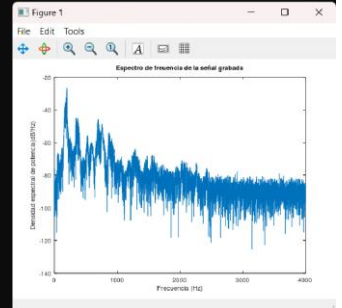 Figure 1
File Edit Tools
A
Espectro de frecuencia de la señal grabada
Densidad espectral de potencia (dB/Hz)
-20
-40
-60
-80
-100
-120
-140
0 1000 2000 3000 4000
Frecuencia (Hz)